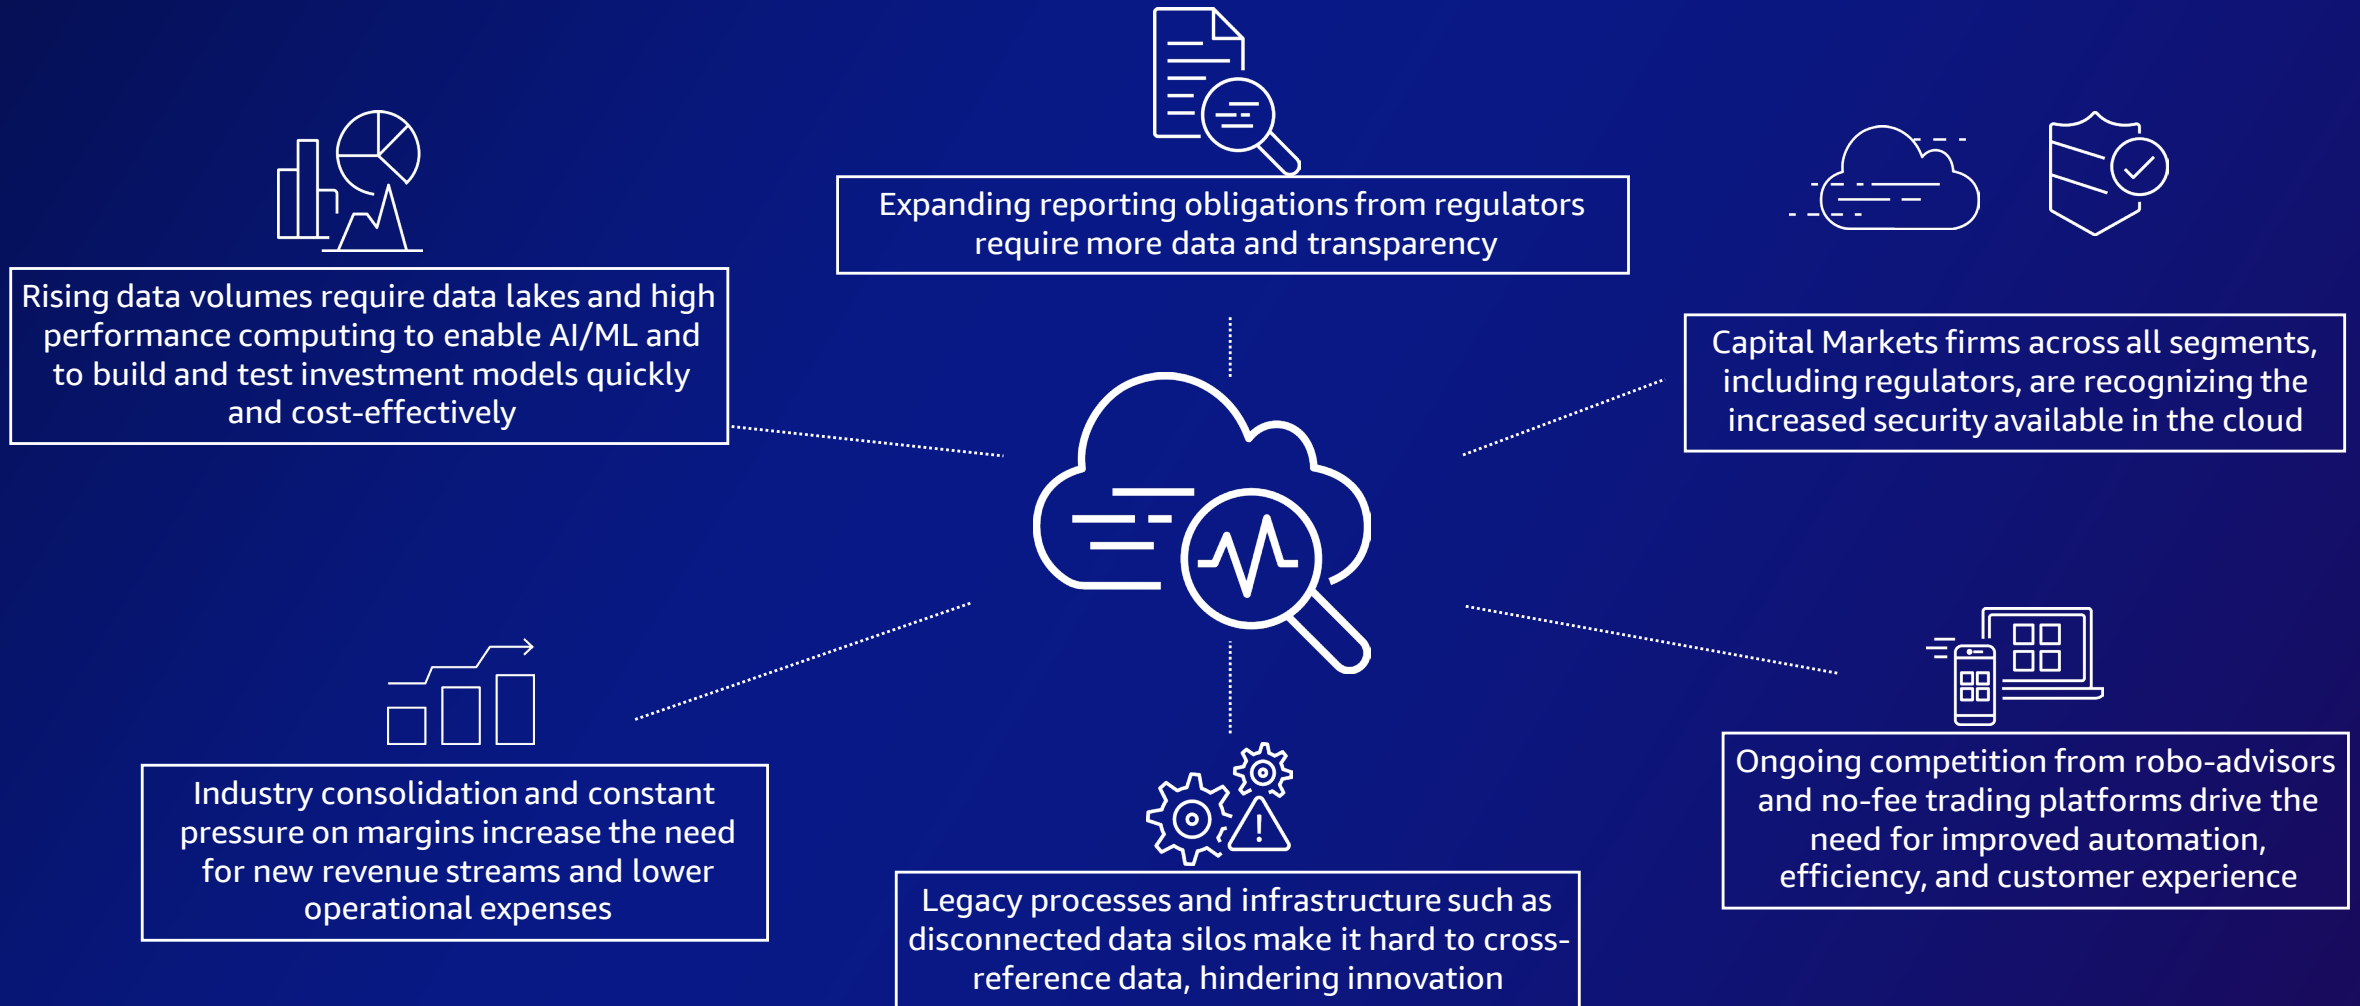 Expanding reporting obligations from regulators
require more data and transparency
Rising data volumes require data lakes and high
performance computing to enable AI/ML and
to build and test investment models quickly
and cost-effectively
Capital Markets firms across all segments,
including regulators, are recognizing the
increased security available in the cloud
Industry consolidation and constant
pressure on margins increase the need
for new revenue streams and lower
operational expenses
Legacy processes and infrastructure such as
disconnected data silos make it hard to cross-
reference data, hindering innovation
Ongoing competition from robo-advisors
and no-fee trading platforms drive the
need for improved automation,
efficiency, and customer experience